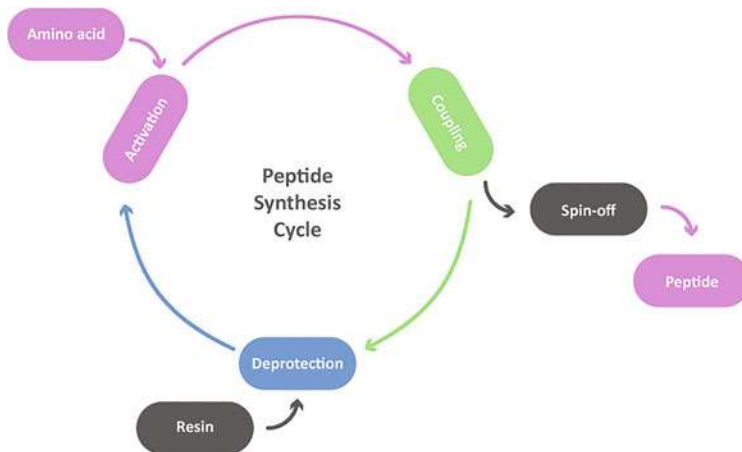 Amino acid
Activation
Coupling
Peptide
Synthesis
Cycle
Spin-off
Peptide
Deprotection
Resin